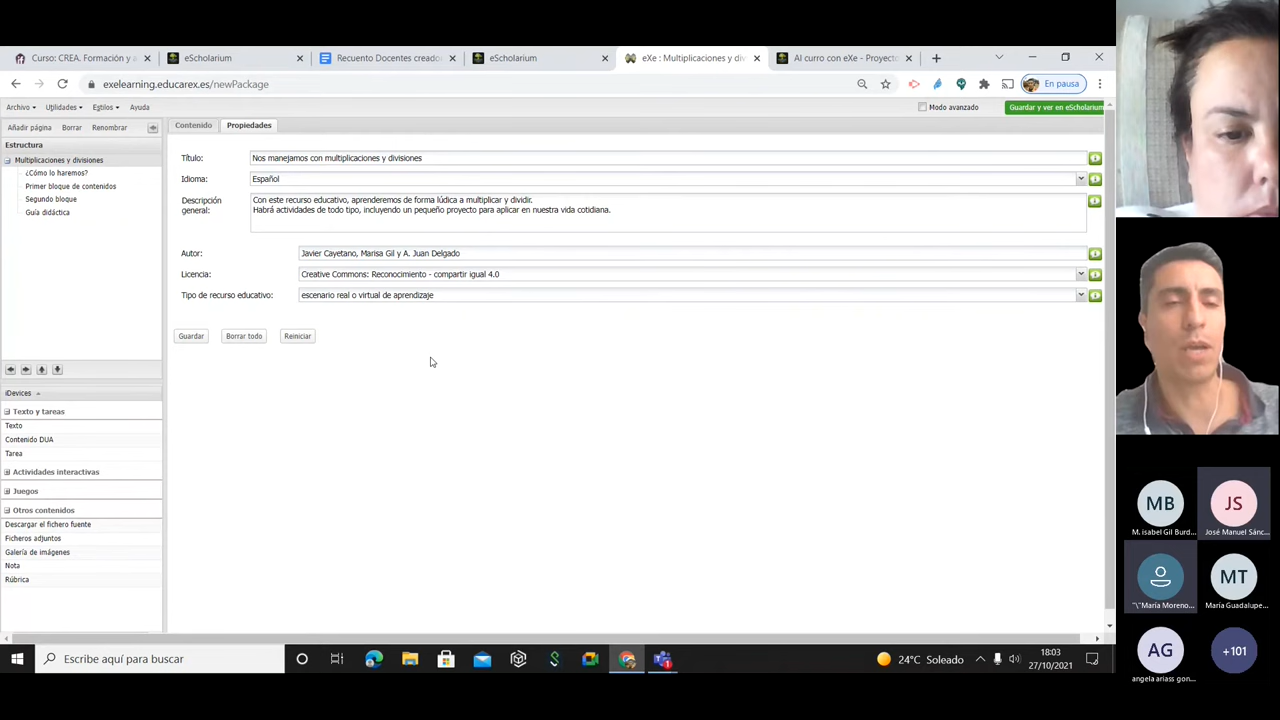 Curso: CREA. Formación y a
eScholarium
Recuento Docentes creado
eScholarium
eXe : Multiplicaciones y div
Al curro con eXe - Proyecto
exelearning.educarex.es/newPackage
En pausa
Archivo
Utilidades
Estilos
Ayuda
Modo avanzado
Guardar y ver en eScholarium
Añadir página
Borrar
Renombrar
Estructura
Multiplicaciones y divisiones
¿Cómo lo haremos?
Primer bloque de contenidos
Segundo bloque
Guía didáctica
Contenido
Propiedades
Título:
Nos manejamos con multiplicaciones y divisiones
Idioma:
Español
Descripción general:
Con este recurso educativo, aprenderemos de forma lúdica a multiplicar y dividir.
Habrá actividades de todo tipo, incluyendo un pequeño proyecto para aplicar en nuestra vida cotidiana.
Autor:
Javier Cayetano, Marisa Gil y A. Juan Delgado
Licencia:
Creative Commons: Reconocimiento - compartir igual 4.0
Tipo de recurso educativo:
escenario real o virtual de aprendizaje
Guardar
Borrar todo
Reiniciar
iDevices
Texto y tareas
Texto
Contenido DUA
Tarea
Actividades interactivas
Juegos
Otros contenidos
Descargar el fichero fuente
Ficheros adjuntos
Galería de imágenes
Nota
Rúbrica
Escribe aquí para buscar
24°C Soleado
18:03
27/10/2021
MB
M. isabel Gil Burd...
JS
José Manuel Sánc...
"\"María Moreno...
MT
María Guadalupe...
AG
angela ariass gon...
+101